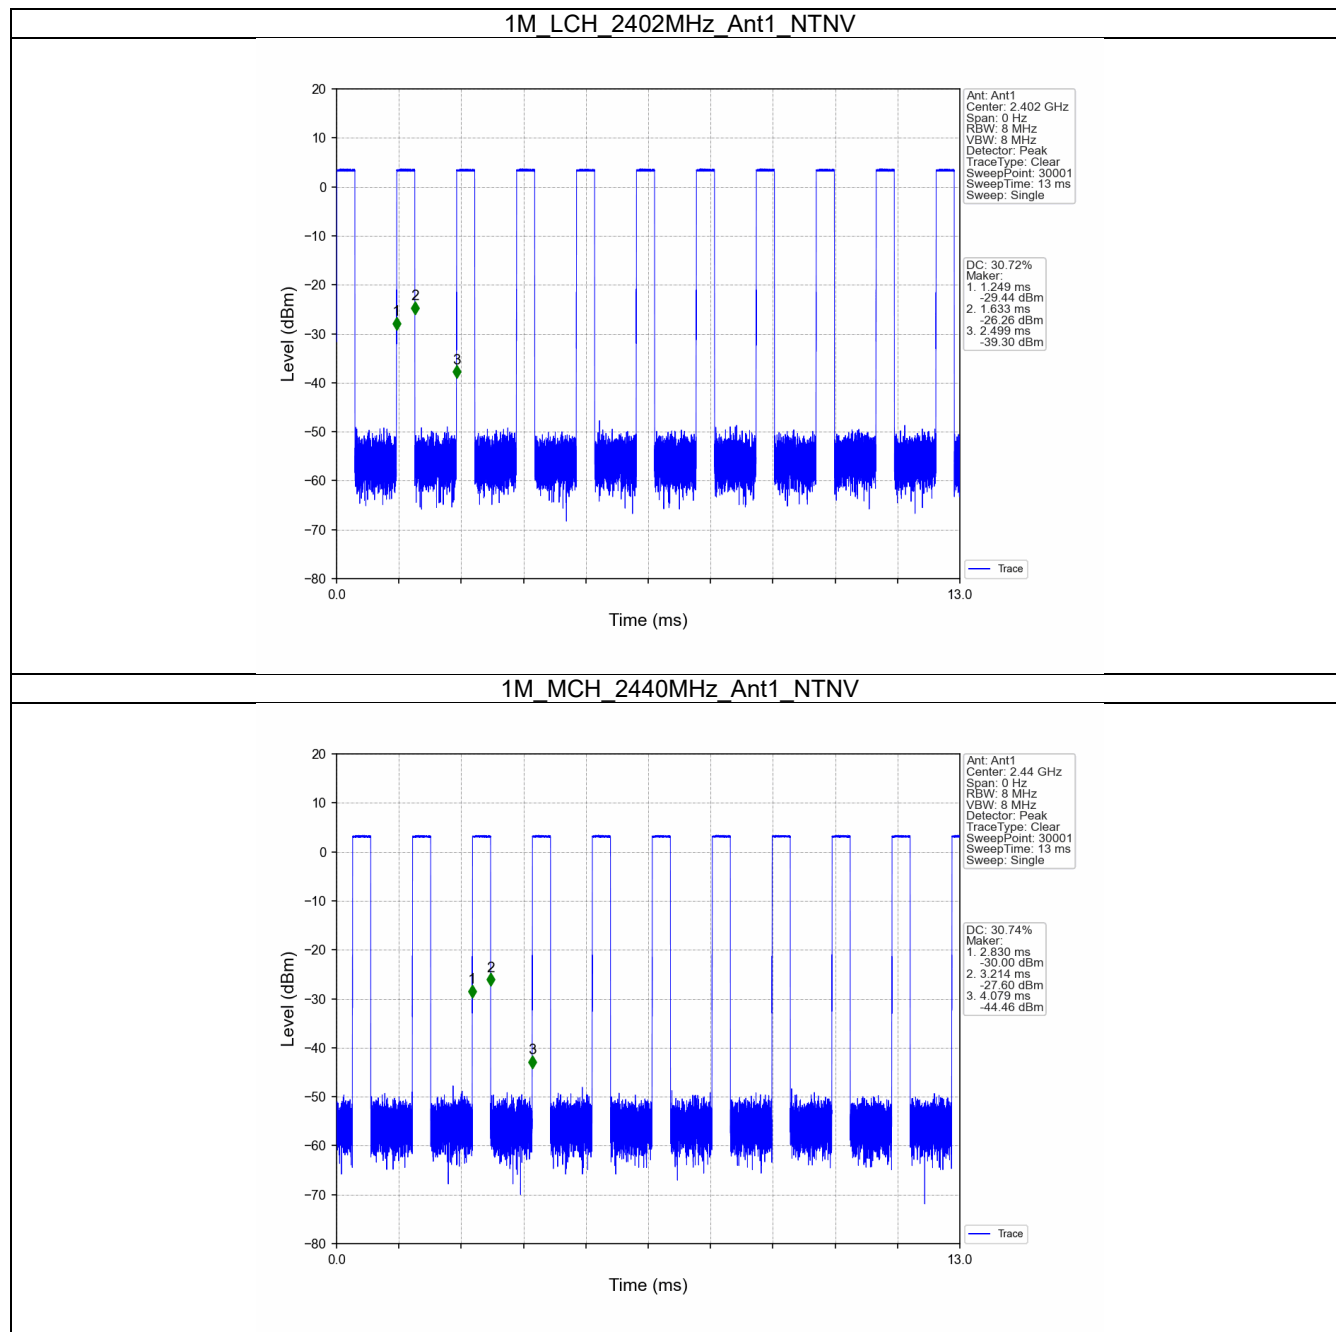 1M_LCH_2402MHz_Ant1_NTNV
20
10
0
−10
−20
−30
−40
−50
−60
−70
−80
Level (dBm)
1
2
3
0.0
13.0
Time (ms)
Ant: Ant1
Center: 2.402 GHz
Span: 0 Hz
RBW: 8 MHz
VBW: 8 MHz
Detector: Peak
TraceType: Clear
SweepPoint: 30001
SweepTime: 13 ms
Sweep: Single
DC: 30.72%
Maker:
1. 1.249 ms
-29.44 dBm
2. 1.633 ms
-26.26 dBm
3. 2.499 ms
-39.30 dBm
Trace
1M_MCH_2440MHz_Ant1_NTNV
20
10
0
−10
−20
−30
−40
−50
−60
−70
−80
Level (dBm)
1
2
3
0.0
13.0
Time (ms)
Ant: Ant1
Center: 2.44 GHz
Span: 0 Hz
RBW: 8 MHz
VBW: 8 MHz
Detector: Peak
TraceType: Clear
SweepPoint: 30001
SweepTime: 13 ms
Sweep: Single
DC: 30.74%
Maker:
1. 2.830 ms
-30.00 dBm
2. 3.214 ms
-27.60 dBm
3. 4.079 ms
-44.46 dBm
Trace